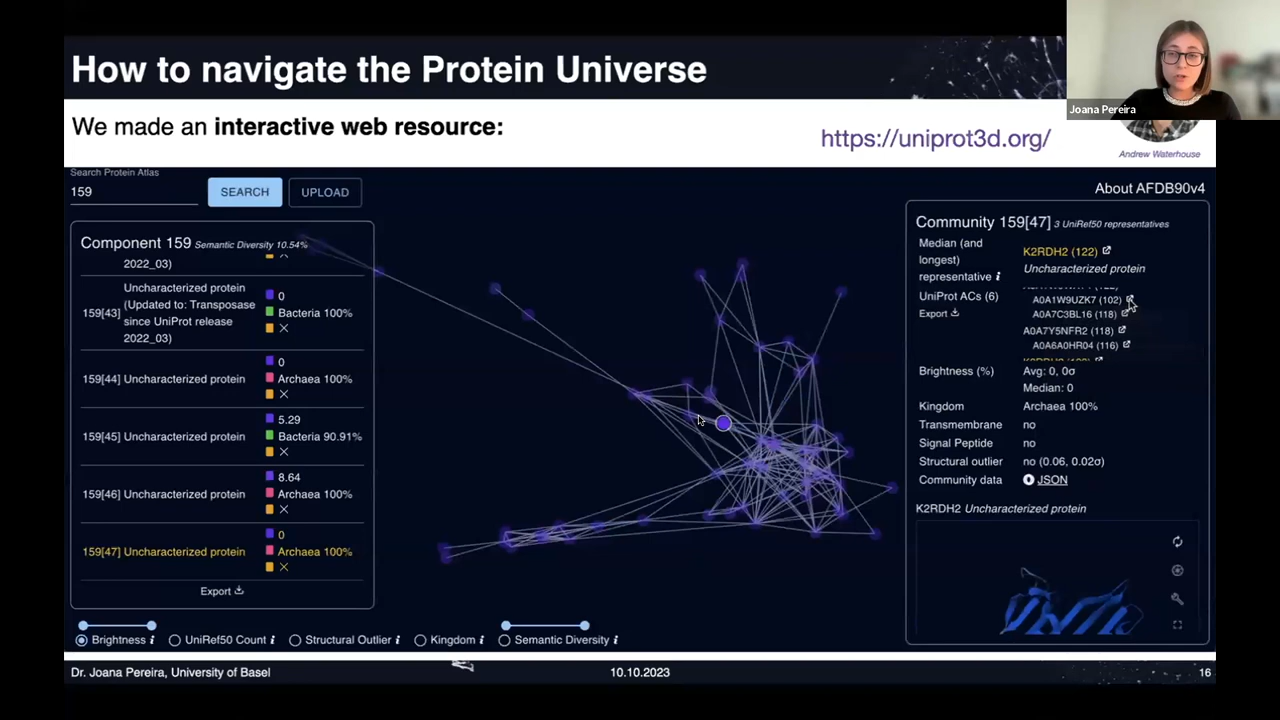 How to navigate the Protein Universe
Joana Pereira
We made an interactive web resource:
https://uniprot3d.org/
Andrew Waterhouse
Search Protein Atlas
159
SEARCH
UPLOAD
About AFDB90v4
Component 159 Semantic Diversity 10.54%
2022_03)
159[43]
Uncharacterized protein
(Updated to: Transposase
since UniProt release
2022_03)
0
Bacteria 100%
159[44] Uncharacterized protein
0
Archaea 100%
159[45] Uncharacterized protein
5.29
Bacteria 90.91%
159[46] Uncharacterized protein
8.64
Archaea 100%
159[47] Uncharacterized protein
0
Archaea 100%
Export
Community 159[47] 3 UniRef50 representatives
Median (and
longest)
representative i
K2RDH2 (122)
Uncharacterized protein
UniProt ACs (6)
Export
A0A1W9UZK7 (102)
A0A7C3BL16 (118)
A0A7Y5NFR2 (118)
A0A6A0HR04 (116)
Brightness (%)
Avg: 0, 0σ
Median: 0
Kingdom
Archaea 100%
Transmembrane
no
Signal Peptide
no
Structural outlier
no (0.06, 0.02σ)
Community data
JSON
K2RDH2 Uncharacterized protein
Brightness i
UniRef50 Count i
Structural Outlier i
Kingdom i
Semantic Diversity i
Dr. Joana Pereira, University of Basel
10.10.2023
16